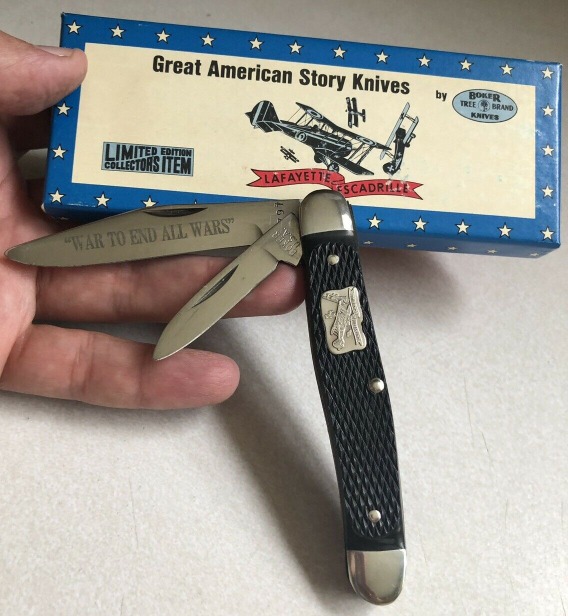 Great American Story Knives
by
BOKER
TREE BRAND
KNIVES
LIMITED EDITION
COLLECTORS ITEM
LAFAYETTE
ESCADRILLE
"WAR TO END ALL WARS"